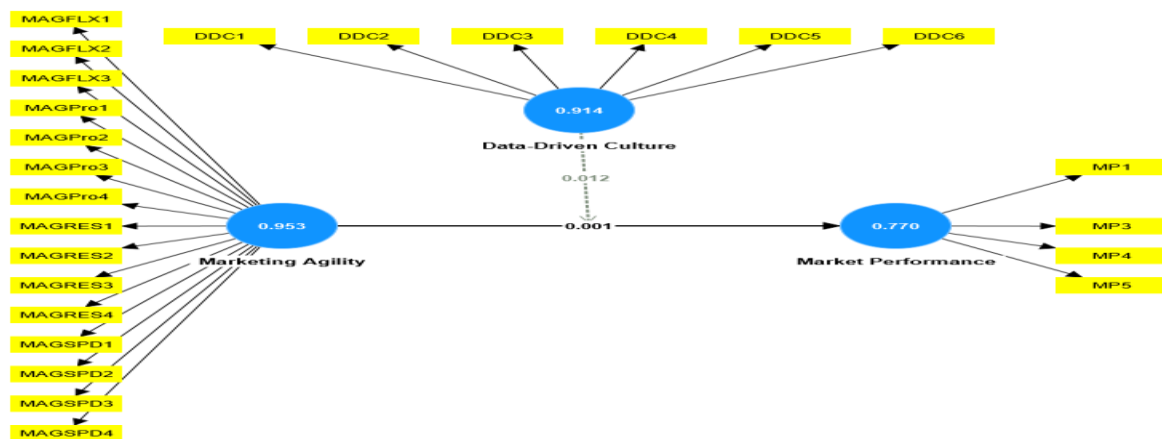 MAGFLX1
MAGFLX2
MAGFLX3
MAGPro1
MAGPro2
MAGPro3
MAGPro4
MAGRES1
MAGRES2
MAGRES3
MAGRES4
MAGSPD1
MAGSPD2
MAGSPD3
MAGSPD4
DDC1 DDC2 DDC3 DDC4 DDC5 DDC6
0.914
Data-Driven Culture
0.012
0.953
Marketing Agility
0.001
0.770
Market Performance
MP1
MP3
MP4
MP5